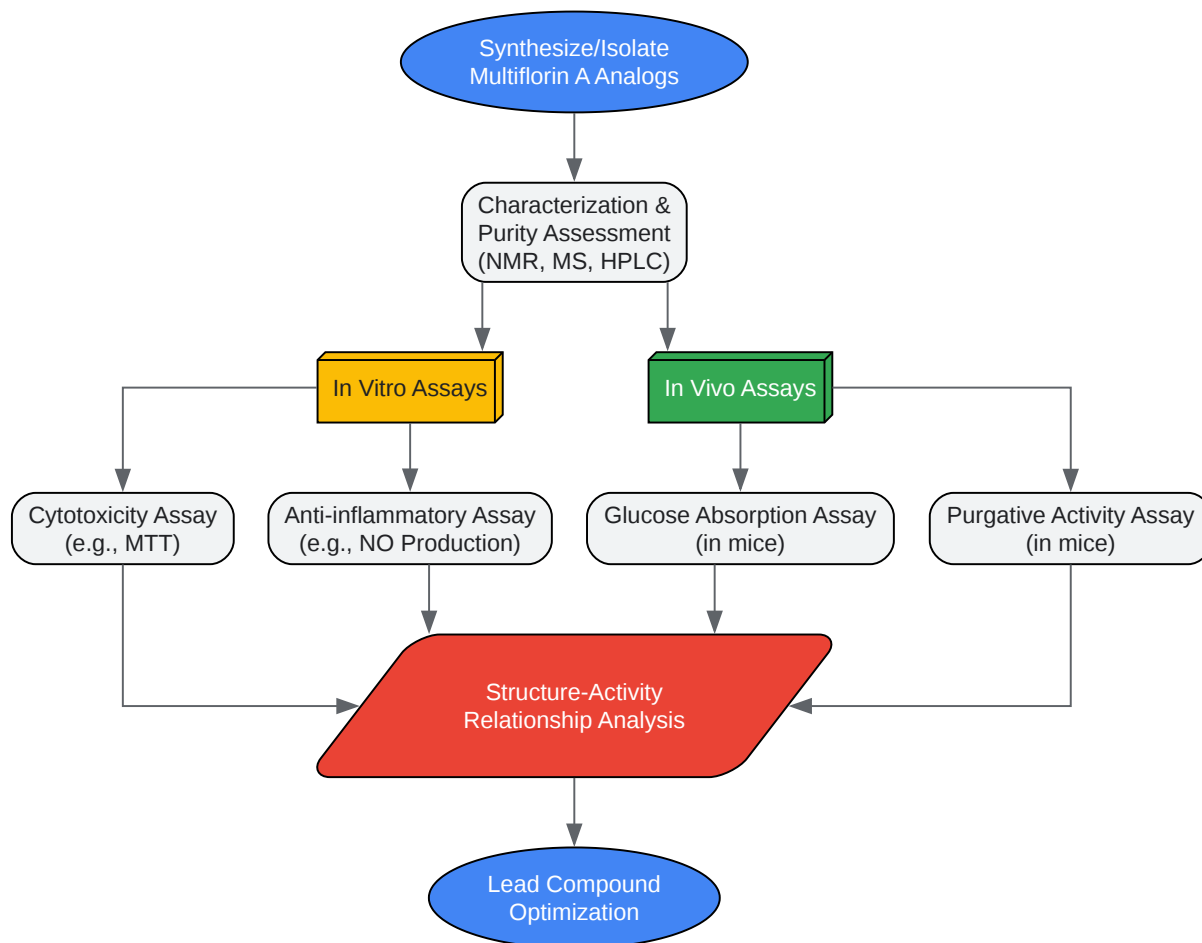 Synthesize/Isolate
Multiflorin A Analogs
Characterization &
Purity Assessment
(NMR, MS, HPLC)
In Vitro Assays
In Vivo Assays
Cytotoxicity Assay
(e.g., MTT)
Anti-inflammatory Assay
(e.g., NO Production)
Glucose Absorption Assay
(in mice)
Purgative Activity Assay
(in mice)
Structure-Activity
Relationship Analysis
Lead Compound
Optimization